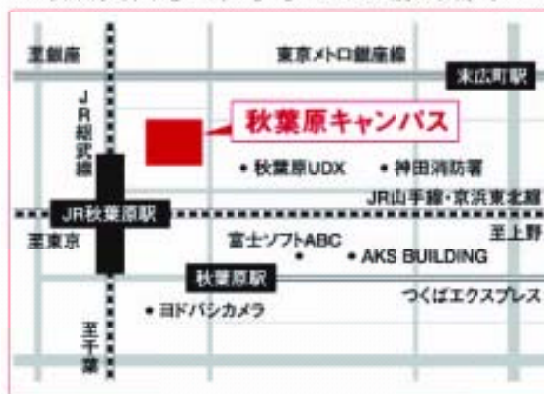 至銀座
東京メトロ銀座線
末広町駅
JR総武線
秋葉原キャンパス
• 秋葉原UDX
• 神田消防署
JR山手線・京浜東北線
JR秋葉原駅
至東京
至上野
富士ソフトABC
• AKS BUILDING
秋葉原駅
つくばエクスプレス
• ヨドバシカメラ
至千葉